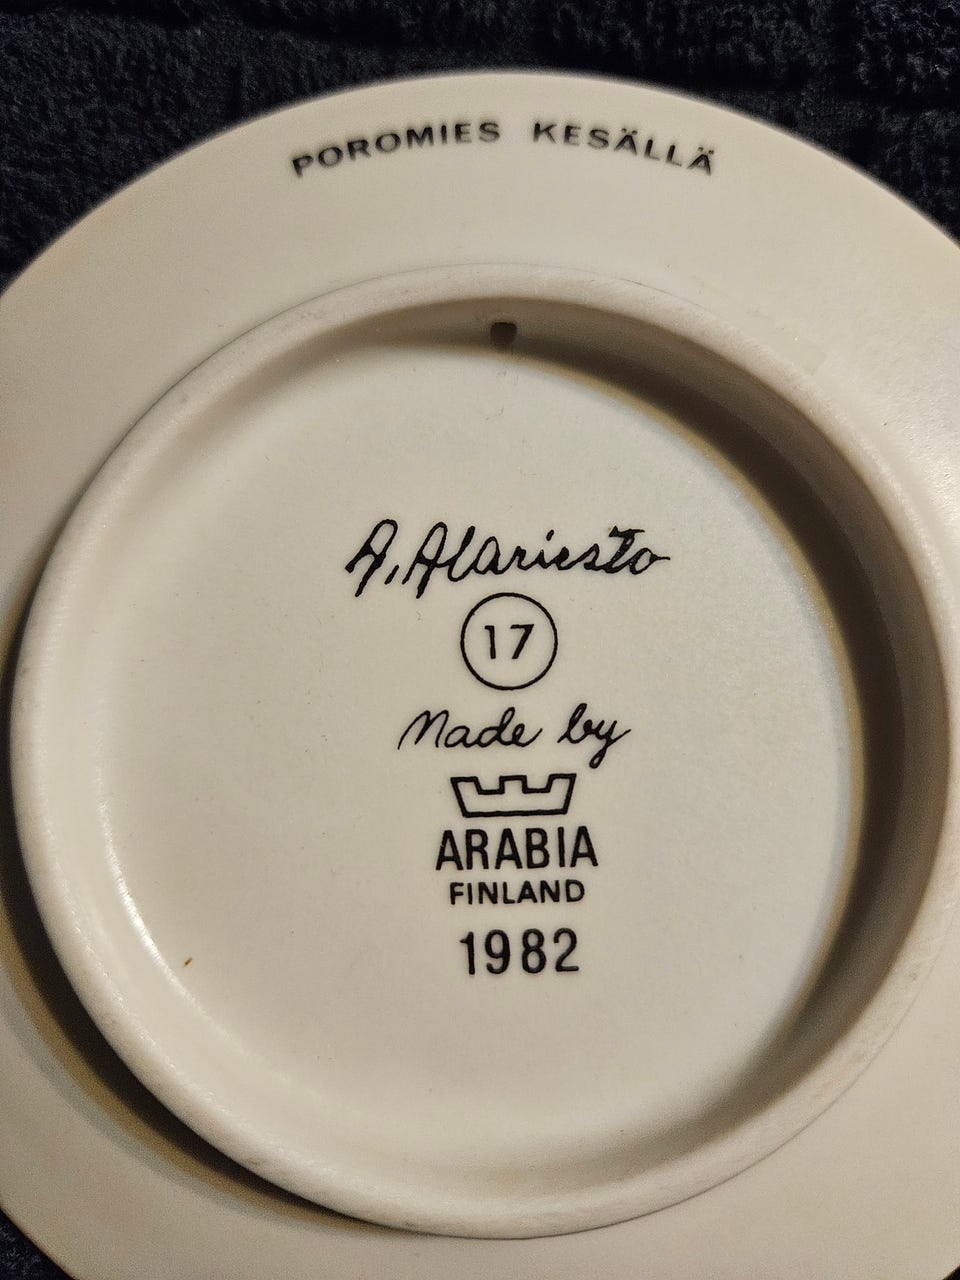 POROMIES KESÄLLÄ
A. Alariesto
17
Made by
ARABIA
FINLAND
1982